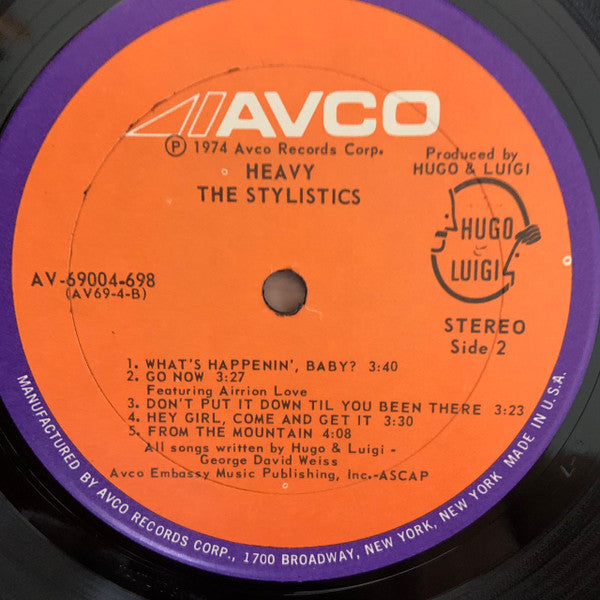 AVCO
Ⓟ 1974 Avco Records Corp.
HEAVY
THE STYLISTICS
Produced by
HUGO & LUIGI
HUGO
LUIGI
AV-69004-698
(AV69-4-B)
STEREO
Side 2
1. WHAT'S HAPPENIN', BABY? 3:40
2. GO NOW 3:27
Featuring Airrion Love
3. DON'T PUT IT DOWN TIL YOU BEEN THERE 3:23
4. HEY GIRL, COME AND GET IT 3:30
5. FROM THE MOUNTAIN 4:08
All songs written by Hugo & Luigi -
George David Weiss
Avco Embassy Music Publishing, Inc.-ASCAP
MANUFACTURED BY AVCO RECORDS CORP., 1700 BROADWAY, NEW YORK, NEW YORK MADE IN U.S.A.